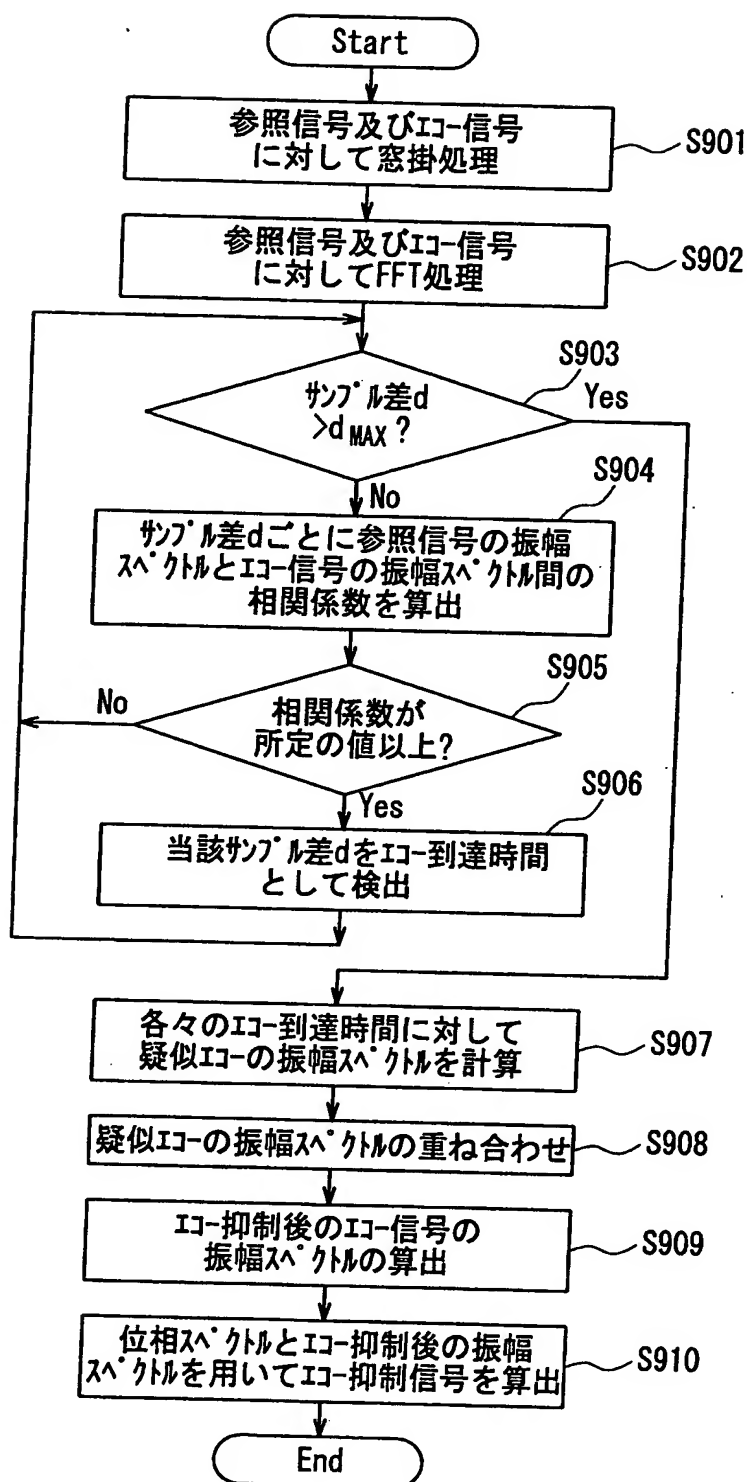 Start
参照信号及びｴｺｰ信号
に対して窓掛処理
S901
参照信号及びｴｺｰ信号
に対してFFT処理
S902
S903
ｻﾝﾌﾟﾙ差d
>dMAX?
Yes
No
S904
ｻﾝﾌﾟﾙ差dごとに参照信号の振幅
ｽﾍﾟｸﾄﾙとｴｺｰ信号の振幅ｽﾍﾟｸﾄﾙ間の
相関係数を算出
S905
No
相関係数が
所定の値以上?
Yes
S906
当該ｻﾝﾌﾟﾙ差dをｴｺｰ到達時間
として検出
各々のｴｺｰ到達時間に対して
疑似ｴｺｰの振幅ｽﾍﾟｸﾄﾙを計算
S907
疑似ｴｺｰの振幅ｽﾍﾟｸﾄﾙの重ね合わせ
S908
ｴｺｰ抑制後のｴｺｰ信号の
振幅ｽﾍﾟｸﾄﾙの算出
S909
位相ｽﾍﾟｸﾄﾙとｴｺｰ抑制後の振幅
ｽﾍﾟｸﾄﾙを用いてｴｺｰ抑制信号を算出
S910
End